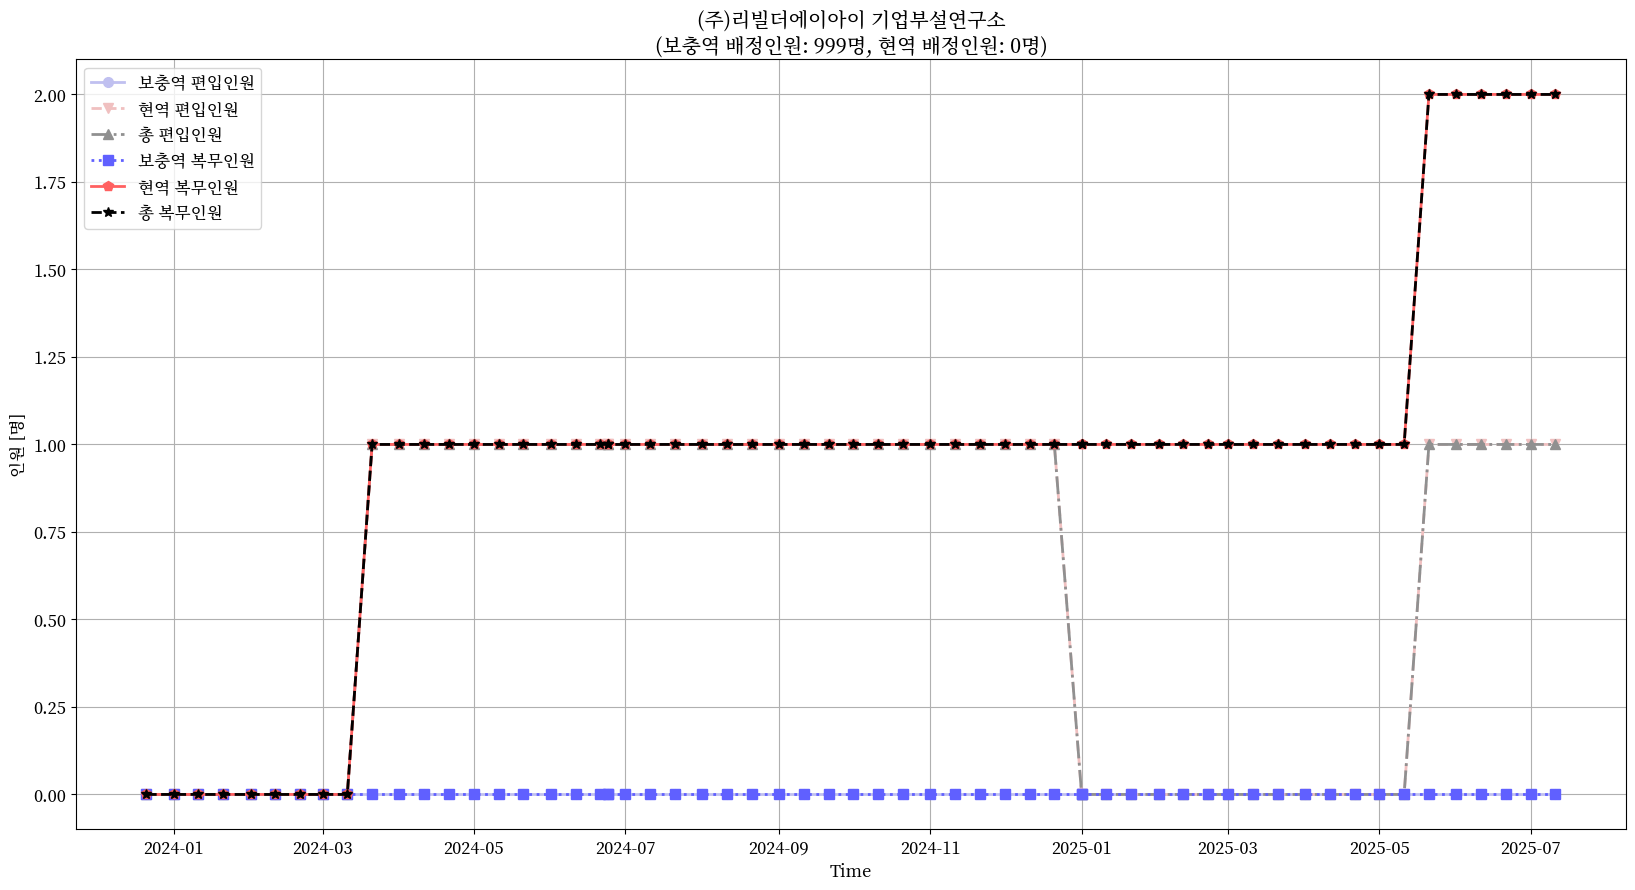 (주)리빌더에이아이 기업부설연구소
(보충역 배정인원: 999명, 현역 배정인원: 0명)
보충역 편입인원
현역 편입인원
총 편입인원
보충역 복무인원
현역 복무인원
총 복무인원
2.00
1.75
1.50
1.25
1.00
0.75
0.50
0.25
0.00
인원 [명]
2024-01 2024-03 2024-05 2024-07 2024-09 2024-11 2025-01 2025-03 2025-05 2025-07
Time